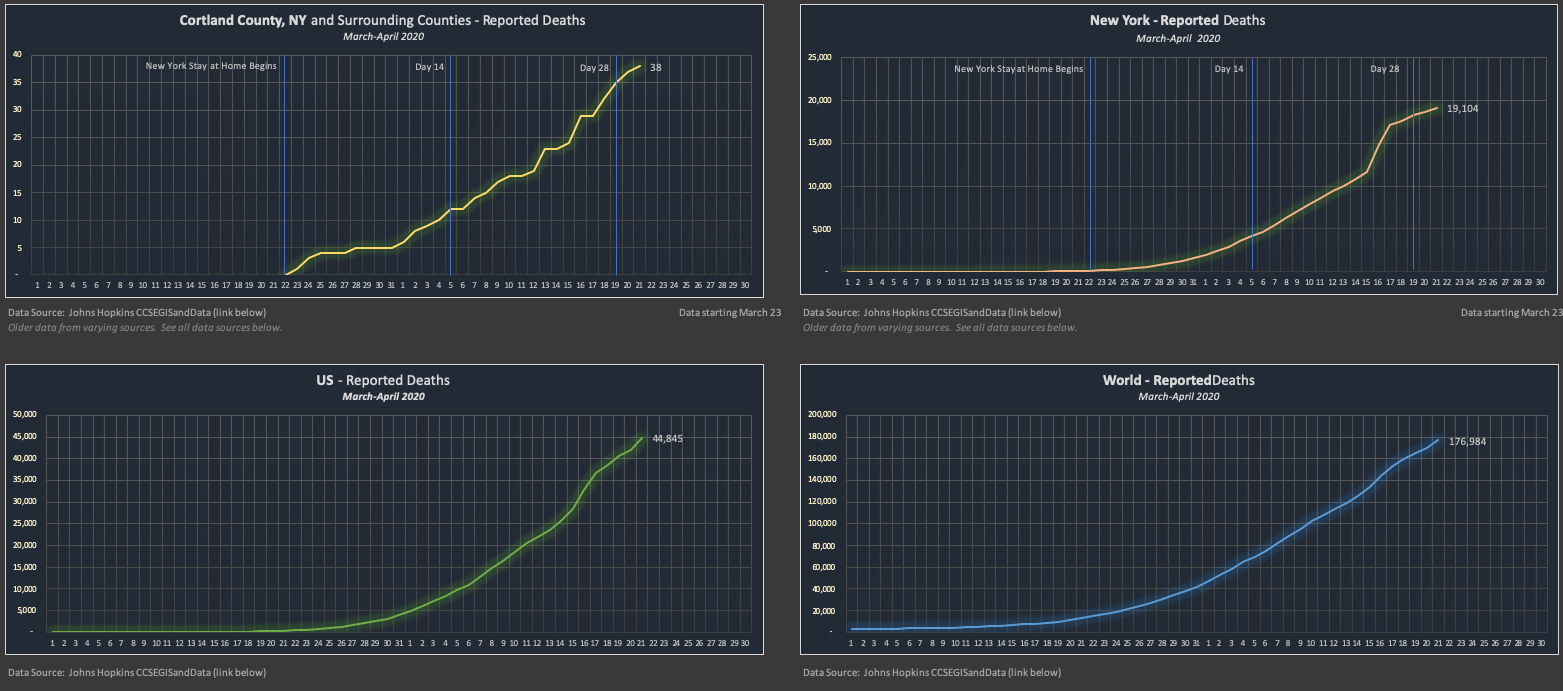 Cortland County, NY and Surrounding Counties - Reported Deaths
March-April 2020
40
35
30
25
20
15
10
5
-
New York Stay at Home Begins
Day 14
Day 28
38
1 2 3 4 5 6 7 8 9 10 11 12 13 14 15 16 17 18 19 20 21 22 23 24 25 26 27 28 29 30 31 1 2 3 4 5 6 7 8 9 10 11 12 13 14 15 16 17 18 19 20 21 22 23 24 25 26 27 28 29 30
Data Source: Johns Hopkins CCSEGISandData (link below)
Data starting March 23
Older data from varying sources. See all data sources below.
New York - Reported Deaths
March-April 2020
25,000
20,000
15,000
10,000
5000
-
New York Stay at Home Begins
Day 14
Day 28
19,104
1 2 3 4 5 6 7 8 9 10 11 12 13 14 15 16 17 18 19 20 21 22 23 24 25 26 27 28 29 30 31 1 2 3 4 5 6 7 8 9 10 11 12 13 14 15 16 17 18 19 20 21 22 23 24 25 26 27 28 29 30
Data Source: Johns Hopkins CCSEGISandData (link below)
Data starting March 23
Older data from varying sources. See all data sources below.
US - Reported Deaths
March-April 2020
50,000
45,000
40,000
35,000
30,000
25,000
20,000
15,000
10,000
5,000
-
44,845
1 2 3 4 5 6 7 8 9 10 11 12 13 14 15 16 17 18 19 20 21 22 23 24 25 26 27 28 29 30 31 1 2 3 4 5 6 7 8 9 10 11 12 13 14 15 16 17 18 19 20 21 22 23 24 25 26 27 28 29 30
Data Source: Johns Hopkins CCSEGISandData (link below)
World - ReportedDeaths
March-April 2020
200,000
180,000
160,000
140,000
120,000
100,000
80,000
60,000
40,000
20,000
-
176,984
1 2 3 4 5 6 7 8 9 10 11 12 13 14 15 16 17 18 19 20 21 22 23 24 25 26 27 28 29 30 31 1 2 3 4 5 6 7 8 9 10 11 12 13 14 15 16 17 18 19 20 21 22 23 24 25 26 27 28 29 30
Data Source: Johns Hopkins CCSEGISandData (link below)